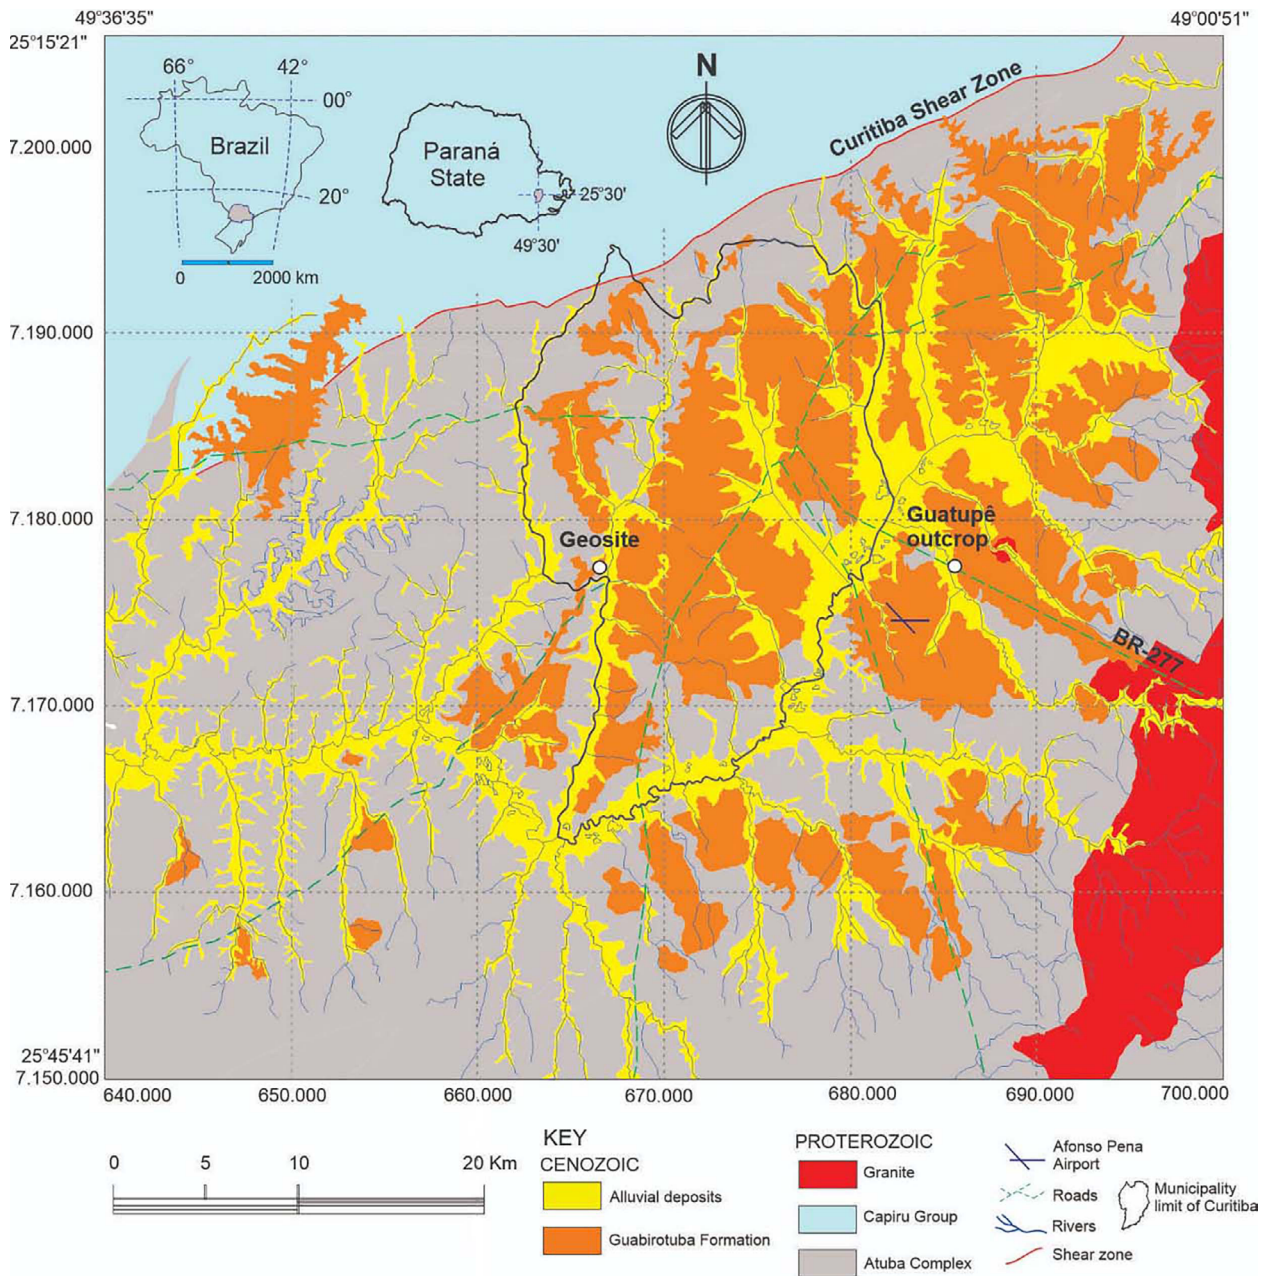 49°36'35"
49°00'51"
25°15'21"
66°
42°
00°
Brazil
20°
0
2000 km
Paraná
State
25°30'
49°30'
N
Curitiba Shear Zone
7.200.000
7.190.000
7.180.000
7.170.000
7.160.000
25°45'41"
7.150.000
Geosite
Guatupê
outcrop
BR-277
640.000
650.000
660.000
670.000
680.000
690.000
700.000
0
5
10
20 Km
KEY
CENOZOIC
Alluvial deposits
Guabirotuba Formation
PROTEROZOIC
Granite
Capiru Group
Atuba Complex
Afonso Pena
Airport
Roads
Rivers
Shear zone
Municipality
limit of Curitiba